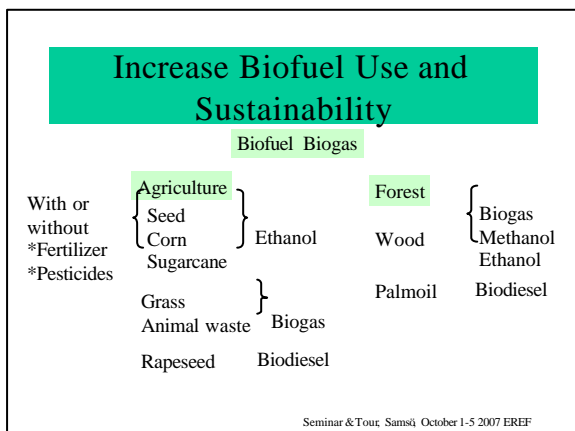 Increase Biofuel Use and
Sustainability
Biofuel Biogas
Agriculture
With or
without
*Fertilizer
*Pesticides
Seed
Corn
Sugarcane
Ethanol
Grass
Animal waste
Biogas
Rapeseed
Biodiesel
Forest
Wood
Biogas
Methanol
Ethanol
Palmoil
Biodiesel
Seminar & Tour, Samsö, October 1-5 2007 EREF